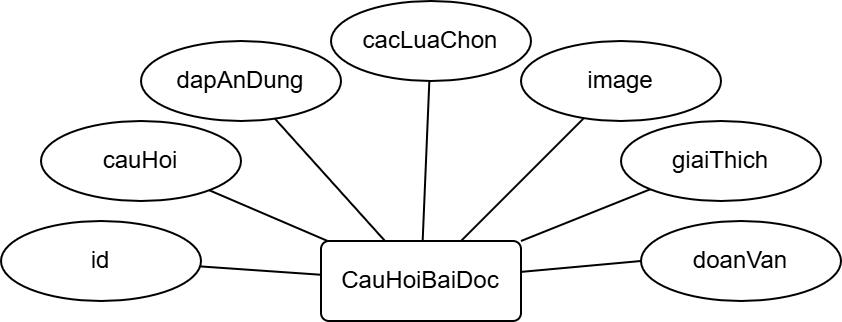 cacLuaChon
dapAnDung
image
cauHoi
giaiThich
id
doanVan
CauHoiBaiDoc